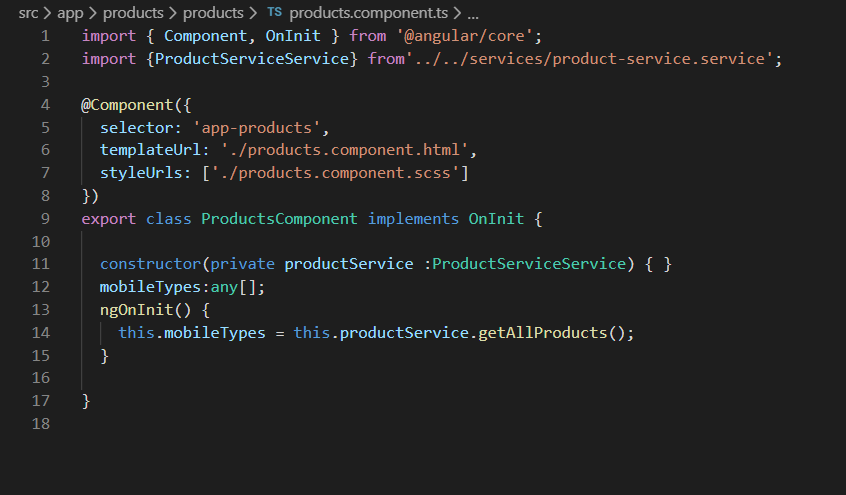 src > app > products > products > TS products.component.ts > ...
1 import { Component, OnInit } from '@angular/core';
2 import {ProductServiceService} from'../../services/product-service.service';
3
4 @Component({
5   selector: 'app-products',
6   templateUrl: './products.component.html',
7   styleUrls: ['./products.component.scss']
8 })
9 export class ProductsComponent implements OnInit {
10
11   constructor(private productService :ProductServiceService) { }
12   mobileTypes:any[];
13   ngOnInit() {
14     this.mobileTypes = this.productService.getAllProducts();
15   }
16
17 }
18